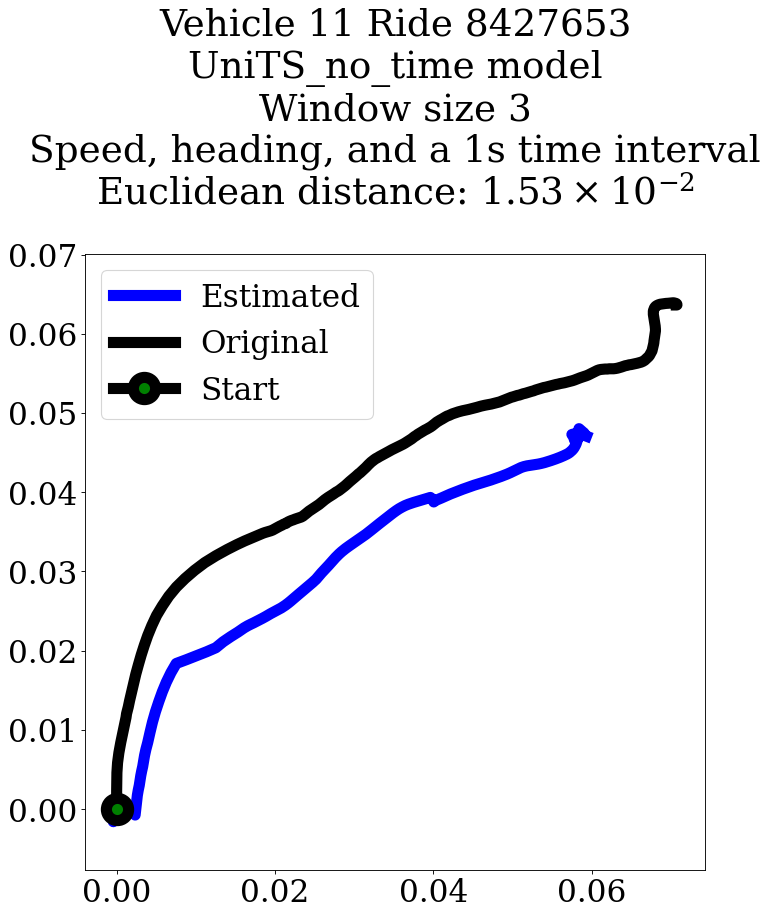 Vehicle 11 Ride 8427653
UniTS_no_time model
Window size 3
Speed, heading, and a 1s time interval
Euclidean distance: 1.53 × 10⁻²
0.07
0.06
0.05
0.04
0.03
0.02
0.01
0.00
Estimated
Original
Start
0.00 0.02 0.04 0.06